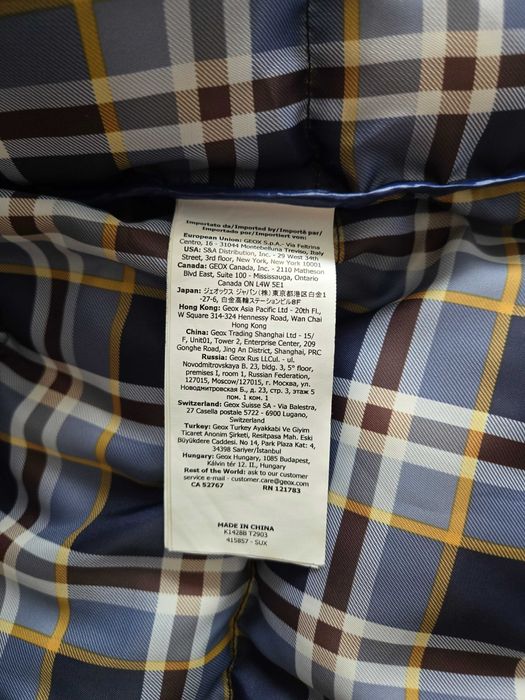 Importato da/Imported by/Importé par/
Importado por/Importiert von:
European Union: GEOX S.p.A.- Via Feltrina
Centro, 16 - 31044 Montebelluna Treviso, Italy
USA: S&A Distribution, Inc. - 29 West 34th
Street, 3rd floor, New York, New York 10001
Canada: GEOX Canada, Inc. - 2110 Matheson
Blvd East, Suite 100 - Mississauga, Ontario
Canada ON L4W 5E1
Japan: ジェオックス ジャパン(株)東京都港区白金1
-27-6, 白金高輪ステーションビル8F
Hong Kong: Geox Asia Pacific Ltd - 20th Fl.,
W Square 314-324 Hennessy Road, Wan Chai
Hong Kong
China: Geox Trading Shanghai Ltd - 15/
F, Unit01, Tower 2, Enterprise Center, 209
Gonghe Road, Jing An District, Shanghai, PRC
Russia: Geox Rus LLCul. - ul.
Novodmitrovskaya B. 23, bldg 3, 5° floor,
premises I, room 1, Russian Federation,
127015, Moscow/127015, г. Москва, ул.
Новодмитровская Б., д 23, стр. 3, этаж 5
пом. 1 ком. 1
Switzerland: Geox Suisse SA - Via Balestra,
27 Casella postale 5722 - 6900 Lugano,
Switzerland
Turkey: Geox Turkey Ayakkabi Ve Giyim
Ticaret Anonim Şirketi, Resitpasa Mah. Eski
Büyükdere Caddesi. No 14, Park Plaza Kat: 4,
34398 Sariyer/İstanbul
Hungary: Geox Hungary, 1085 Budapest,
Kálvin tér 12. II., Hungary
Rest of the World: ask to our customer
service e-mail - customer.care@geox.com
CA 52767 RN 121783
MADE IN CHINA
K1428B T2903
415857 - SUX